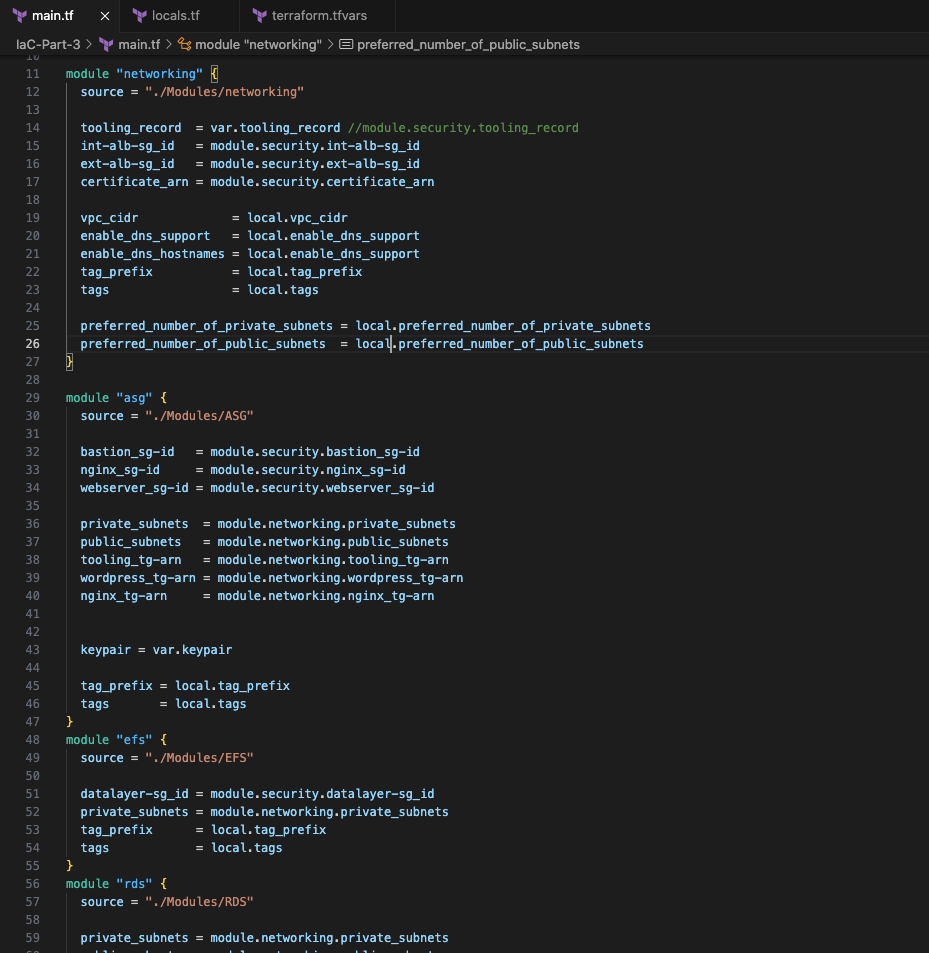 main.tf locals.tf terraform.tfvars
IaC-Part-3 > main.tf > module "networking" > preferred_number_of_public_subnets
10
11 module "networking" {
12   source = "./Modules/networking"
13
14   tooling_record  = var.tooling_record //module.security.tooling_record
15   int-alb-sg_id   = module.security.int-alb-sg_id
16   ext-alb-sg_id   = module.security.ext-alb-sg_id
17   certificate_arn = module.security.certificate_arn
18
19   vpc_cidr             = local.vpc_cidr
20   enable_dns_support   = local.enable_dns_support
21   enable_dns_hostnames = local.enable_dns_support
22   tag_prefix           = local.tag_prefix
23   tags                 = local.tags
24
25   preferred_number_of_private_subnets = local.preferred_number_of_private_subnets
26   preferred_number_of_public_subnets  = local.preferred_number_of_public_subnets
27 }
28
29 module "asg" {
30   source = "./Modules/ASG"
31
32   bastion_sg-id   = module.security.bastion_sg-id
33   nginx_sg-id     = module.security.nginx_sg-id
34   webserver_sg-id = module.security.webserver_sg-id
35
36   private_subnets  = module.networking.private_subnets
37   public_subnets   = module.networking.public_subnets
38   tooling_tg-arn   = module.networking.tooling_tg-arn
39   wordpress_tg-arn = module.networking.wordpress_tg-arn
40   nginx_tg-arn     = module.networking.nginx_tg-arn
41
42
43   keypair = var.keypair
44
45   tag_prefix = local.tag_prefix
46   tags       = local.tags
47 }
48 module "efs" {
49   source = "./Modules/EFS"
50
51   datalayer-sg_id = module.security.datalayer-sg_id
52   private_subnets = module.networking.private_subnets
53   tag_prefix      = local.tag_prefix
54   tags            = local.tags
55 }
56 module "rds" {
57   source = "./Modules/RDS"
58
59   private_subnets = module.networking.private_subnets